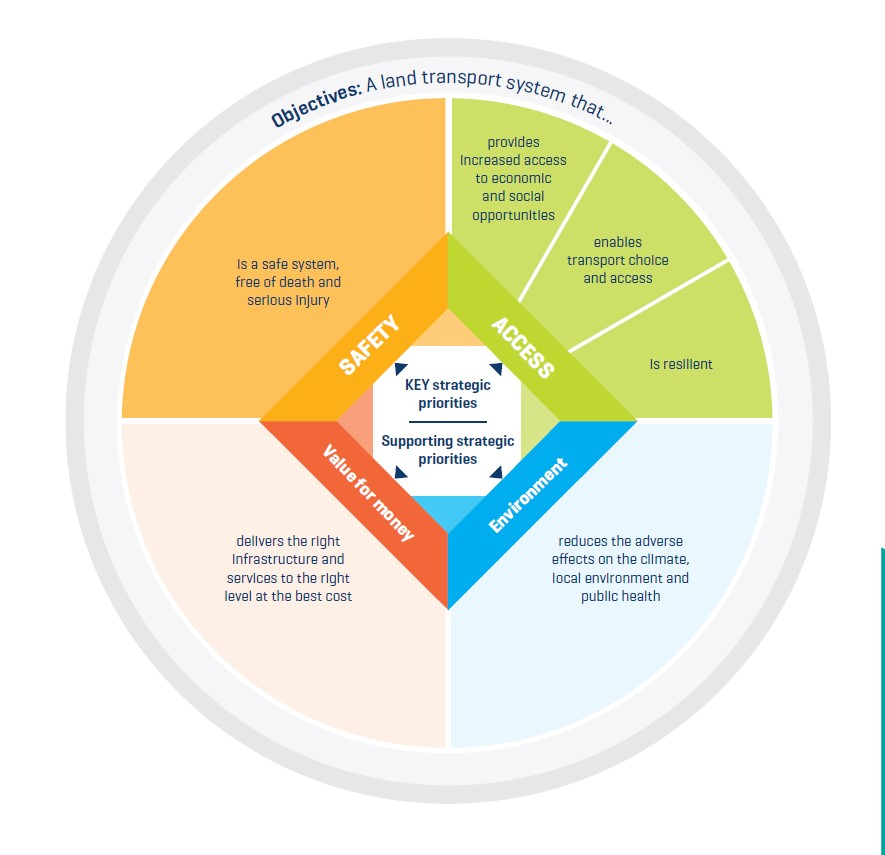 Objectives: A land transport system that...
provides
increased access
to economic
and social
opportunities
enables
transport choice
and access
is resilient
is a safe system,
free of death and
serious injury
SAFETY
ACCESS
KEY strategic
priorities
Supporting strategic
priorities
Value for money
Environment
delivers the right
infrastructure and
services to the right
level at the best cost
reduces the adverse
effects on the climate,
local environment and
public health